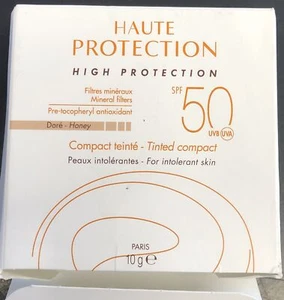 HAUTE
PROTECTION
HIGH PROTECTION
Filtres minéraux
Mineral filters
Pre-tocopheryl antioxidant
Doré - Honey
SPF 50
UVB UVA
Compact teinté - Tinted compact
Peaux intolérantes - For intolerant skin
PARIS
10 g e